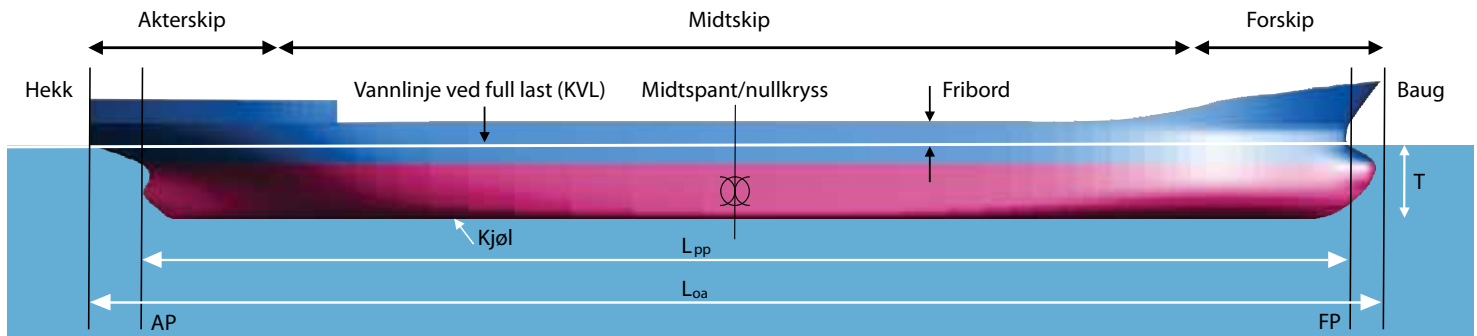 Akterskip
Midtskip
Forskip
Hekk
Vannlinje ved full last (KVL)
Midtspant/nullkryss
Fribord
Baug
T
Kjøl
Lpp
Loa
AP
FP